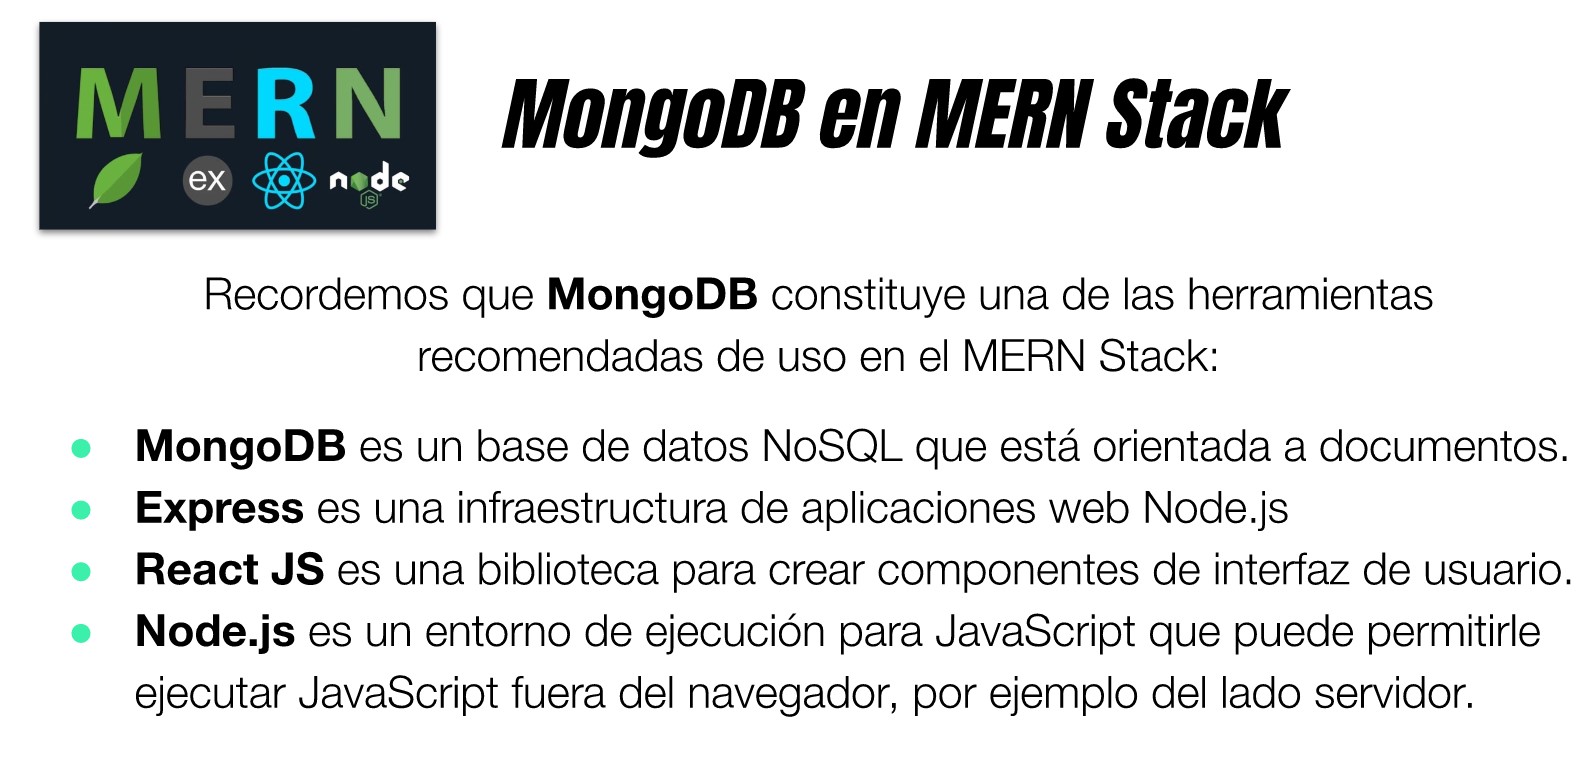 MERN
ex
node
JS
MongoDB en MERN Stack
Recordemos que MongoDB constituye una de las herramientas
recomendadas de uso en el MERN Stack:
● MongoDB es un base de datos NoSQL que está orientada a documentos.
● Express es una infraestructura de aplicaciones web Node.js
● React JS es una biblioteca para crear componentes de interfaz de usuario.
● Node.js es un entorno de ejecución para JavaScript que puede permitirle
ejecutar JavaScript fuera del navegador, por ejemplo del lado servidor.